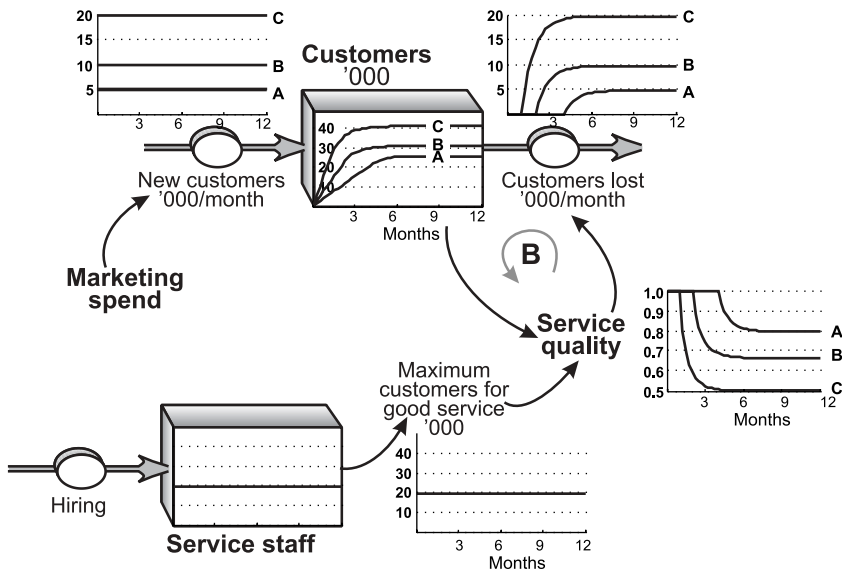 20
15
10
5
C
B
A
3 6 9 12
Customers
'000
40
30
20
10
C
B
A
3 6 9 12
Months
20
15
10
5
C
B
A
3 6 9 12
New customers
'000/month
Customers lost
'000/month
Marketing
spend
B
Service
quality
1.0
0.9
0.8
0.7
0.6
0.5
A
B
C
3 6 9 12
Months
Maximum
customers for
good service
'000
40
30
20
10
3 6 9 12
Months
Hiring
Service staff